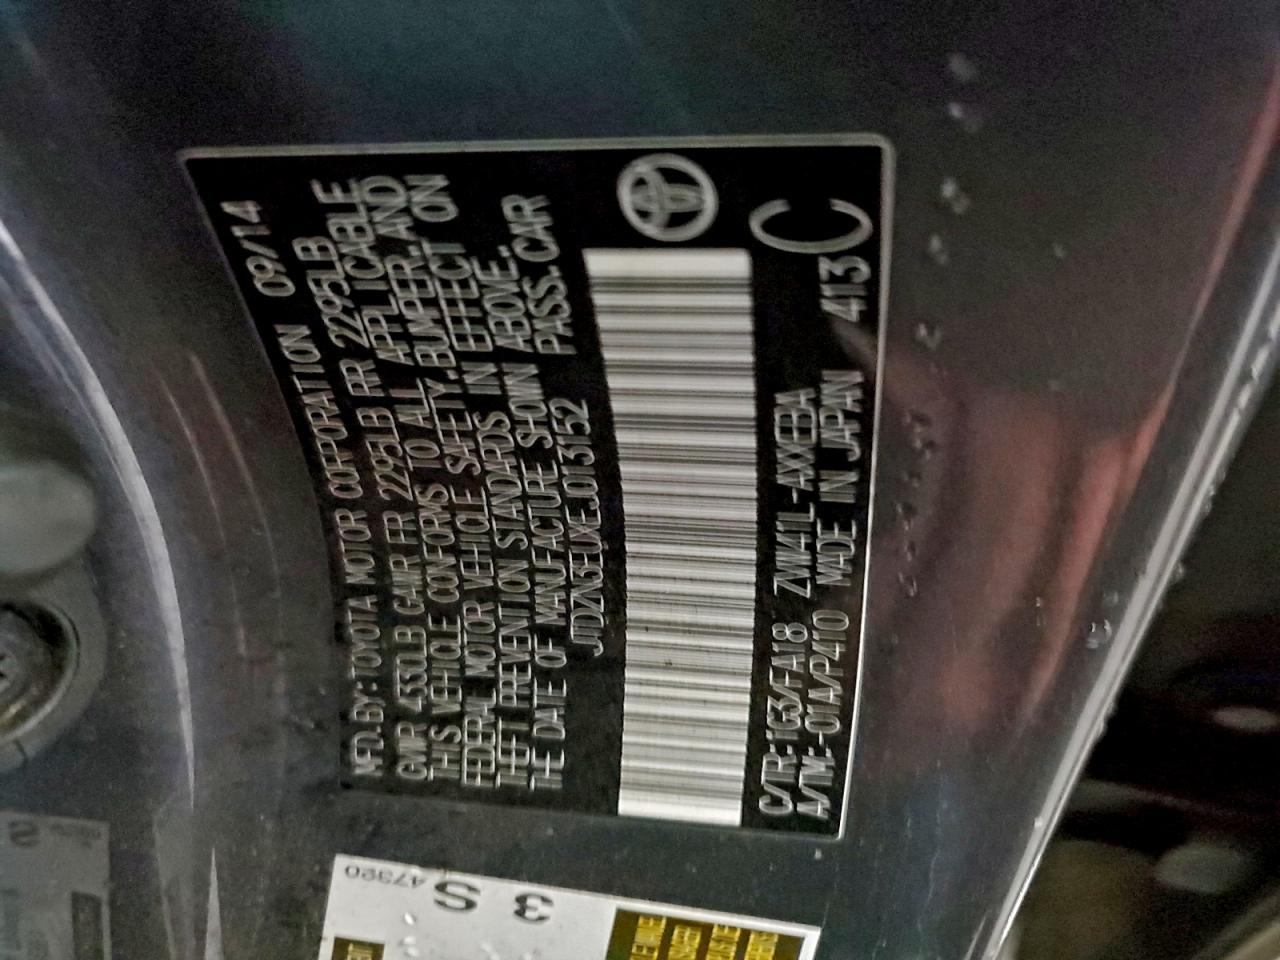 MFD.BY:TOYOTA MOTOR CORPORATION 09/14
GVWR 4330LB GAWR FR 2295LB RR 2295LB
THIS VEHICLE CONFORMS TO ALL APPLICABLE
FEDERAL MOTOR VEHICLE SAFETY,BUMPER,AND
THEFT PREVENTION STANDARDS IN EFFECT ON
THE DATE OF MANUFACTURE SHOWN ABOVE.
PASS.CAR
C
C/TR:1G3/FA18 ZVW41L-AXXEBA 413
A/TM:-01A/P410 MADE IN JAPAN
47320
S
3